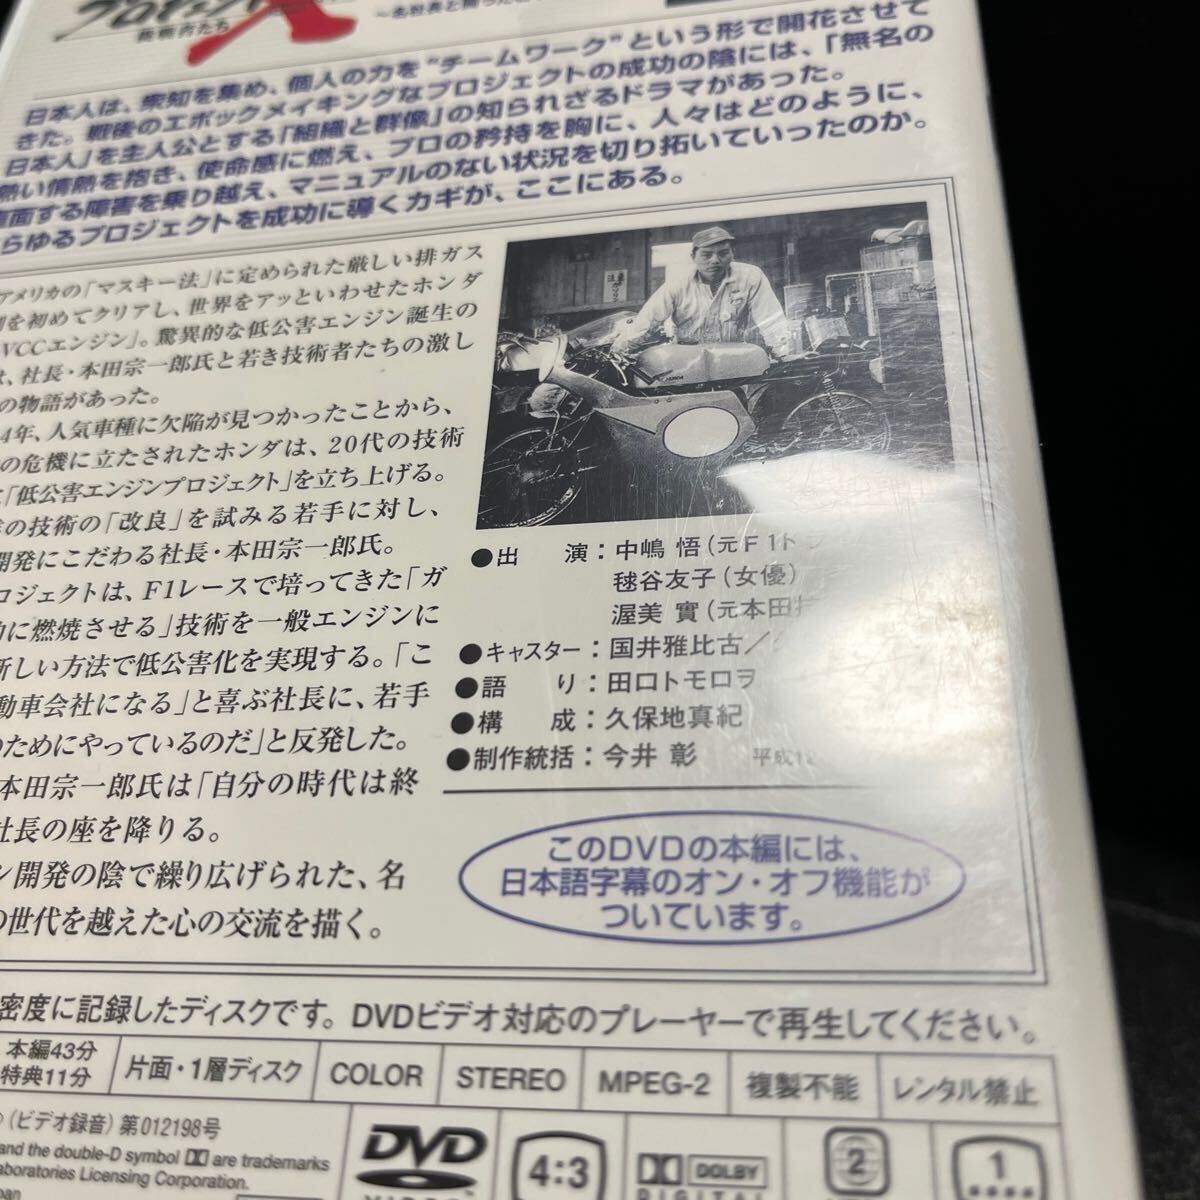 プロジェクトX
挑戦者たち
日本人は、衆知を集め、個人の力を“チームワーク”という形で開花させて
きた。戦後のエポックメイキングなプロジェクトの成功の陰には、「無名の
日本人」を主人公とする「組織と群像」の知られざるドラマがあった。
熱い情熱を抱き、使命感に燃え、プロの矜持を胸に、人々はどのように、
面する障害を乗り越え、マニュアルのない状況を切り拓いていったのか。
らゆるプロジェクトを成功に導くカギが、ここにある。
アメリカの「マスキー法」に定められた厳しい排ガス
を初めてクリアし、世界をアッといわせたホンダ
VCCエンジン」。驚異的な低公害エンジン誕生の
は、社長・本田宗一郎氏と若き技術者たちの激し
の物語があった。
4年、人気車種に欠陥が見つかったことから、
の危機に立たされたホンダは、20代の技術
「低公害エンジンプロジェクト」を立ち上げる。
の技術の「改良」を試みる若手に対し、
開発にこだわる社長・本田宗一郎氏。
ロジェクトは、F1レースで培ってきた「ガ
に燃焼させる」技術を一般エンジンに
新しい方法で低公害化を実現する。「こ
動車会社になる」と喜ぶ社長に、若手
のためにやっているのだ」と反発した。
本田宗一郎氏は「自分の時代は終
社長の座を降りる。
ン開発の陰で繰り広げられた、名
の世代を越えた心の交流を描く。
HONDA
●出 演：中嶋 悟（元F1ド
毬谷友子（女優）
渥美 實（元本田技
●キャスター：国井雅比古／
●語 り：田口トモロヲ
●構 成：久保地真紀
●制作統括：今井 彰
平成12
このDVDの本編には、
日本語字幕のオン・オフ機能が
ついています。
密度に記録したディスクです。DVDビデオ対応のプレーヤーで再生してください。
本編43分
特典11分
片面・1層ディスク
COLOR
STEREO
MPEG-2
複製不能
レンタル禁止
（ビデオ録音）第012198号
and the double-D symbol are trademarks
aboratories Licensing Corporation.
DVD
VIDEO
4:3
DOLBY
DIGITAL
2
1